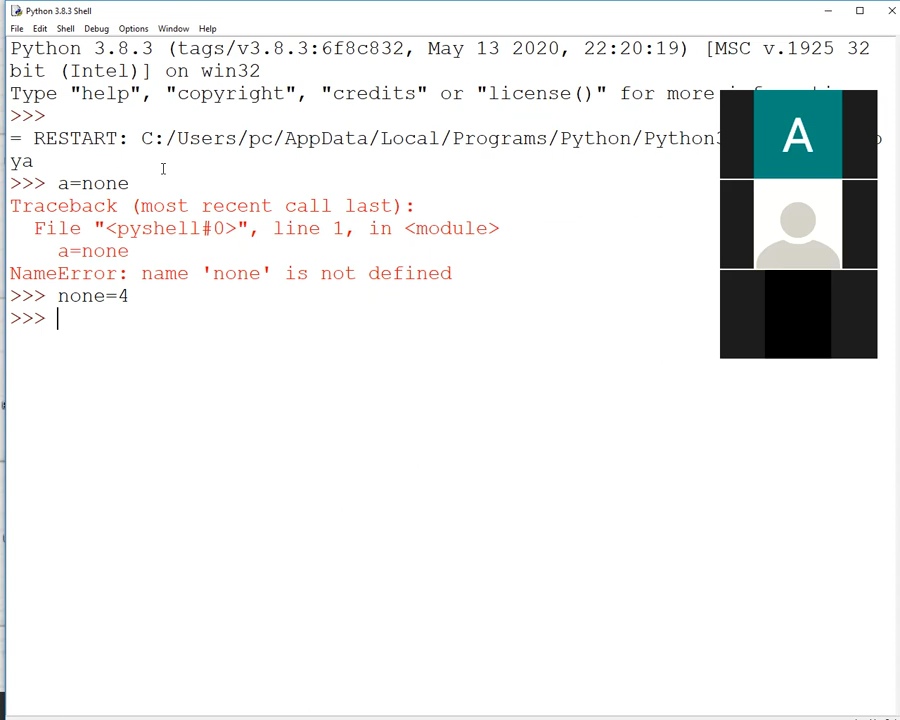 Python 3.8.3 Shell
File Edit Shell Debug Options Window Help
Python 3.8.3 (tags/v3.8.3:6f8c832, May 13 2020, 22:20:19) [MSC v.1925 32
bit (Intel)] on win32
Type "help", "copyright", "credits" or "license()" for more
>>>
= RESTART: C:/Users/pc/AppData/Local/Programs/Python/Python3
ya
>>> a=none
Traceback (most recent call last):
  File "<pyshell#0>", line 1, in <module>
    a=none
NameError: name 'none' is not defined
>>> none=4
>>>
A